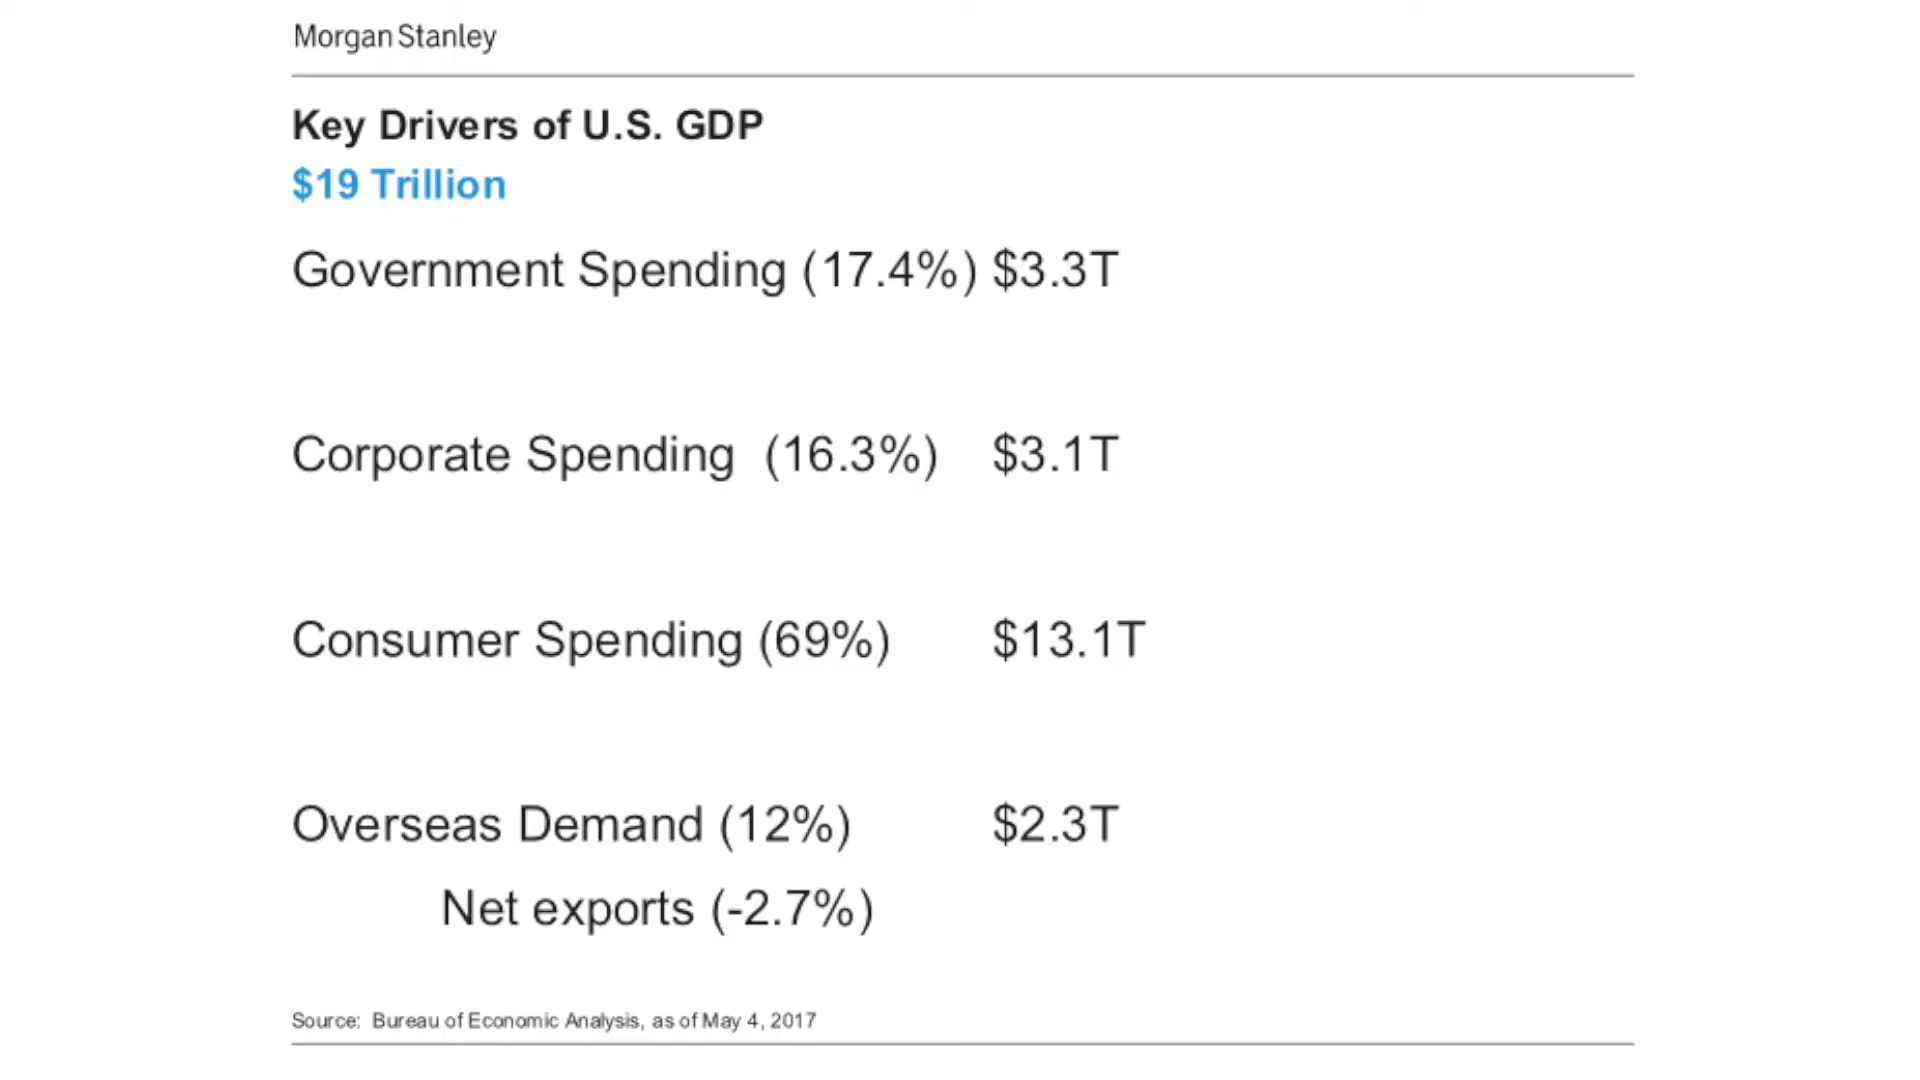 Morgan Stanley
Key Drivers of U.S. GDP
$19 Trillion
Government Spending (17.4%) $3.3T
Corporate Spending (16.3%) $3.1T
Consumer Spending (69%) $13.1T
Overseas Demand (12%) $2.3T
Net exports (-2.7%)
Source: Bureau of Economic Analysis, as of May 4, 2017